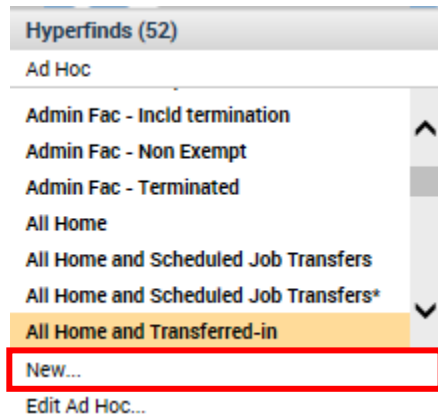 Hyperfinds (52)
Ad Hoc
Admin Fac - Incld termination
Admin Fac - Non Exempt
Admin Fac - Terminated
All Home
All Home and Scheduled Job Transfers
All Home and Scheduled Job Transfers*
All Home and Transferred-in
New...
Edit Ad Hoc...